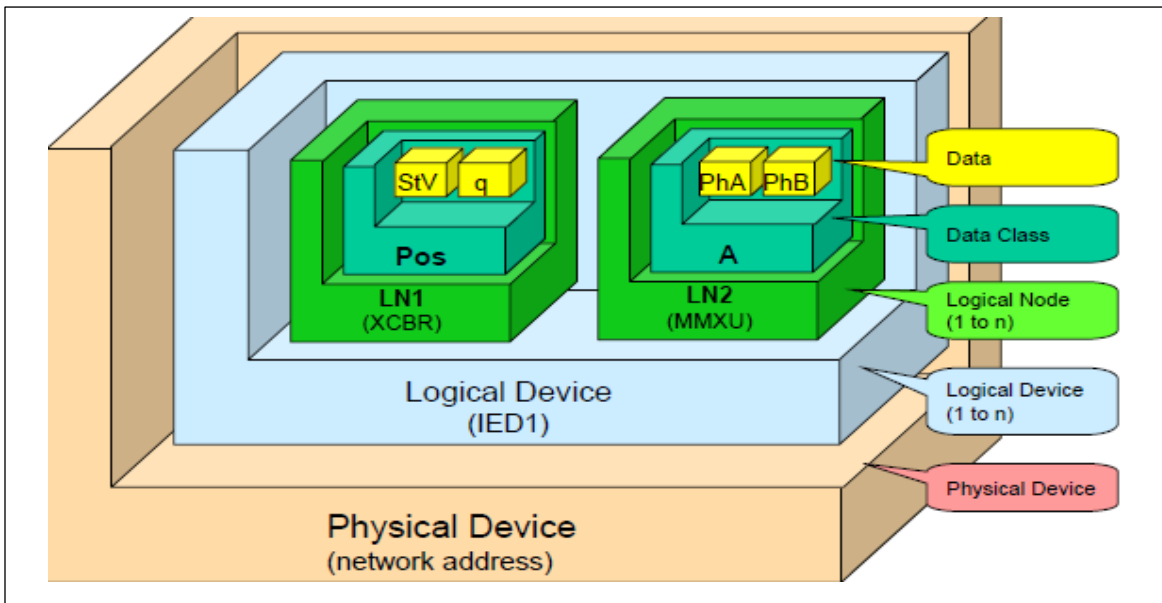 StV
q
Pos
LN1
(XCBR)
PhA
PhB
A
LN2
(MMXU)
Logical Device
(IED1)
Physical Device
(network address)
Data
Data Class
Logical Node
(1 to n)
Logical Device
(1 to n)
Physical Device